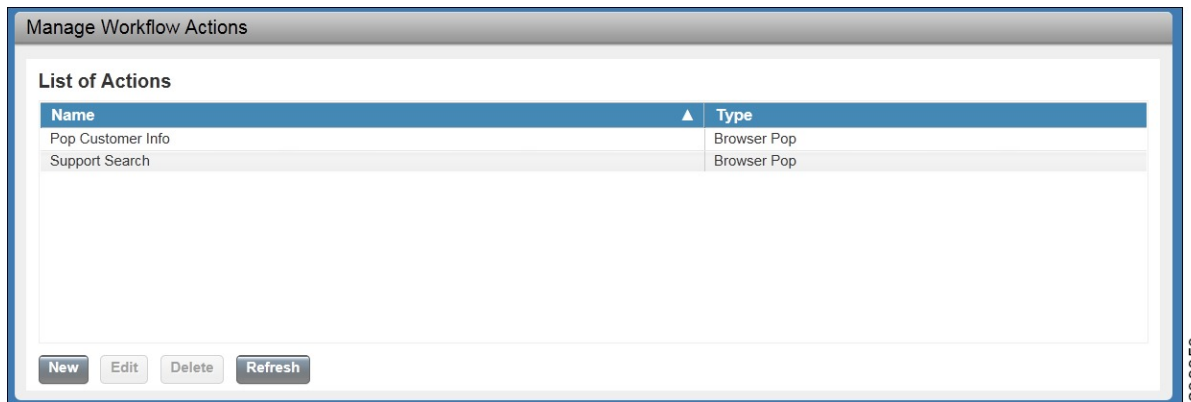 Manage Workflow Actions
List of Actions
Name ▲ Type
Pop Customer Info Browser Pop
Support Search Browser Pop
New Edit Delete Refresh